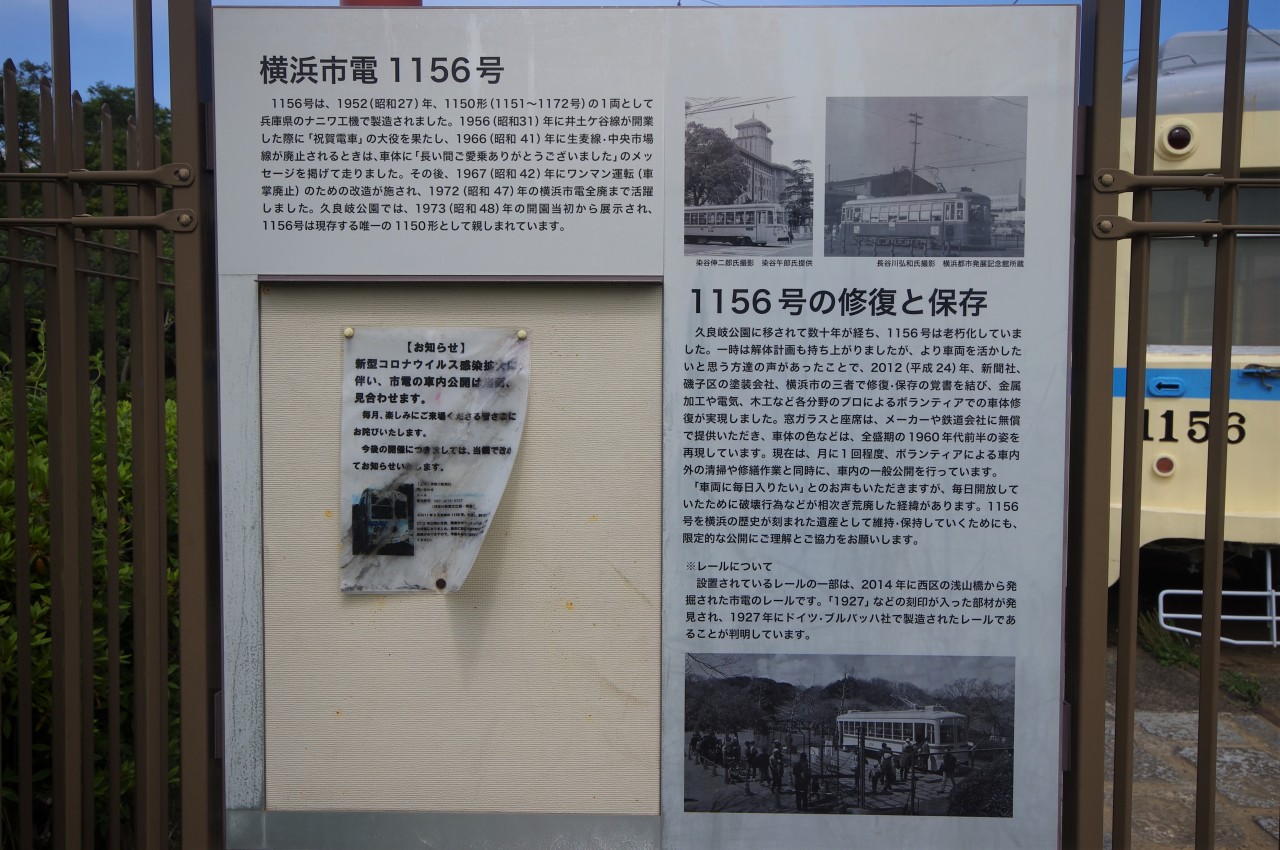 横浜市電 1156号
1156号は、1952（昭和27）年、1150形（1151～1172号）の1両として
兵庫県のナニワ工機で製造されました。1956（昭和31）年に井土ケ谷線が開業
した際に「祝賀電車」の大役を果たし、1966（昭和 41）年に生麦線・中央市場
線が廃止されるときは、車体に「長い間ご愛乗ありがとうございました」のメッ
セージを掲げて走りました。その後、1967（昭和 42）年にワンマン運転（車
掌廃止）のための改造が施され、1972（昭和 47）年の横浜市電全廃まで活躍
しました。久良岐公園では、1973（昭和48）年の開園当初から展示され、
1156号は現存する唯一の1150形として親しまれています。
【お知らせ】
新型コロナウイルス感染拡大に
伴い、市電の車内公開は当面、
見合わせます。
毎月、楽しみにご来場くださる皆さまに
お詫びいたします。
今後の開催につきましては、当欄で改め
てお知らせいたします。
染谷伸二郎氏撮影　染谷午郎氏提供
長谷川弘和氏撮影　横浜都市発展記念館所蔵
1156号の修復と保存
久良岐公園に移されて数十年が経ち、1156号は老朽化していま
した。一時は解体計画も持ち上がりましたが、より車両を活かした
いと思う方達の声があったことで、2012（平成 24）年、新聞社、
磯子区の塗装会社、横浜市の三者で修復・保存の覚書を結び、金属
加工や電気、木工など各分野のプロによるボランティアでの車体修
復が実現しました。窓ガラスと座席は、メーカーや鉄道会社に無償
で提供いただき、車体の色などは、全盛期の1960年代前半の姿を
再現しています。現在は、月に1回程度、ボランティアによる車内
外の清掃や修繕作業と同時に、車内の一般公開を行っています。
「車両に毎日入りたい」とのお声もいただきますが、毎日開放して
いたために破壊行為などが相次ぎ荒廃した経緯があります。1156
号を横浜の歴史が刻まれた遺産として維持・保持していくためにも、
限定的な公開にご理解とご協力をお願いします。
※レールについて
設置されているレールの一部は、2014年に西区の浅山橋から発
掘された市電のレールです。「1927」などの刻印が入った部材が発
見され、1927年にドイツ・ブルバッハ社で製造されたレールであ
ることが判明しています。
1156